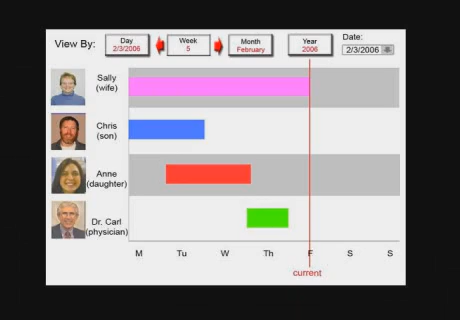 View By:
Day
2/3/2006
Week
5
Month
February
Year
2006
Date:
2/3/2006
Sally
(wife)
Chris
(son)
Anne
(daughter)
Dr. Carl
(physician)
M Tu W Th F S S
current